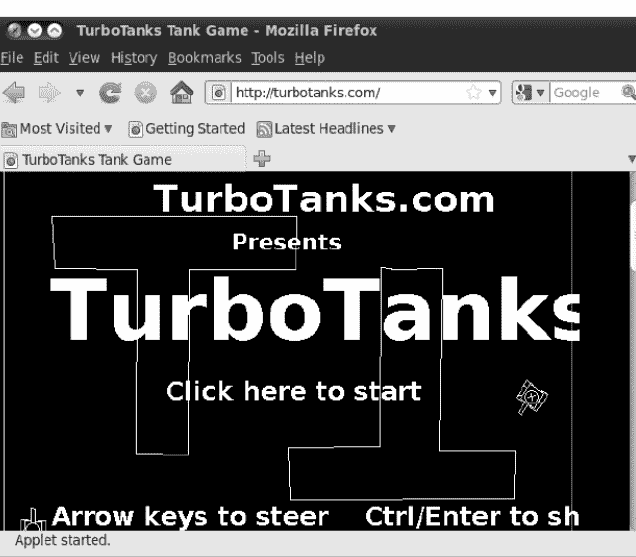 TurboTanks Tank Game - Mozilla Firefox
File Edit View History Bookmarks Tools Help
http://turbotanks.com/ Google
Most Visited Getting Started Latest Headlines
TurboTanks Tank Game
TurboTanks.com
Presents
TurboTanks
Click here to start
Arrow keys to steer Ctrl/Enter to sh
Applet started.